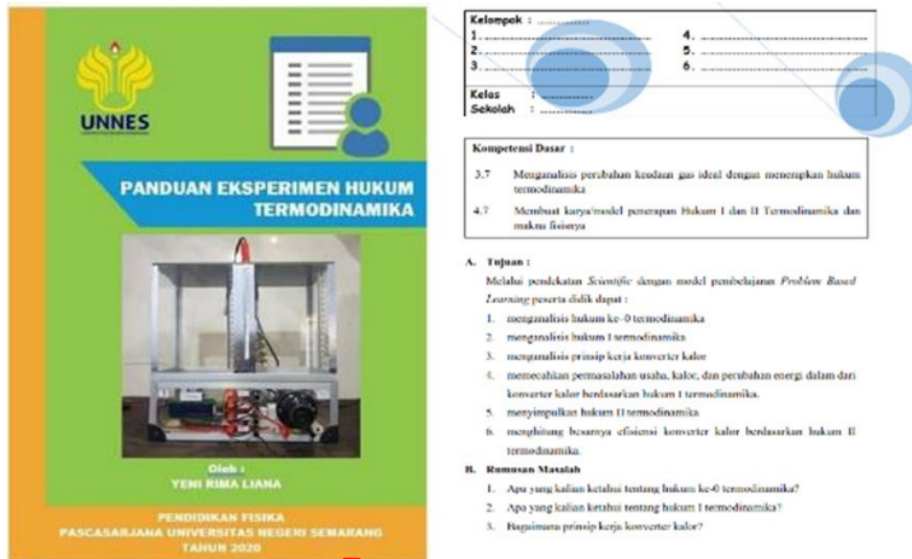 UNNES
PANDUAN EKSPERIMEN HUKUM
TERMODINAMIKA
Oleh :
YENI RIMA LIANA
PENDIDIKAN FISIKA
PASCASARJANA UNIVERSITAS NEGERI SEMARANG
TAHUN 2020
Kelompok : ..............
1. 4.
2. 5.
3. 6.
Kelas : ..............
Sekolah : ..............
Kompetensi Dasar :
3.7 Menganalisis perubahan keadaan gas ideal dengan menerapkan hukum
termodinamika
4.7 Membuat karya/model penerapan Hukum I dan II Termodinamika dan
makna fisisnya
A. Tujuan :
Melalui pendekatan Scientific dengan model pembelajaran Problem Based
Learning peserta didik dapat :
1. menganalisis hukum ke-0 termodinamika
2. menganalisis hukum I termodinamika
3. menganalisis prinsip kerja konverter kalor
4. memecahkan permasalahan usaha, kalor, dan perubahan energi dalam dari
konverter kalor berdasarkan hukum I termodinamika.
5. menyimpulkan hukum II termodinamika
6. menghitung besarnya efisiensi konverter kalor berdasarkan hukum II
termodinamika.
B. Rumusan Masalah
1. Apa yang kalian ketahui tentang hukum ke-0 termodinamika?
2. Apa yang kalian ketahui tentang hukum I termodinamika?
3. Bagaimana prinsip kerja konverter kalor?